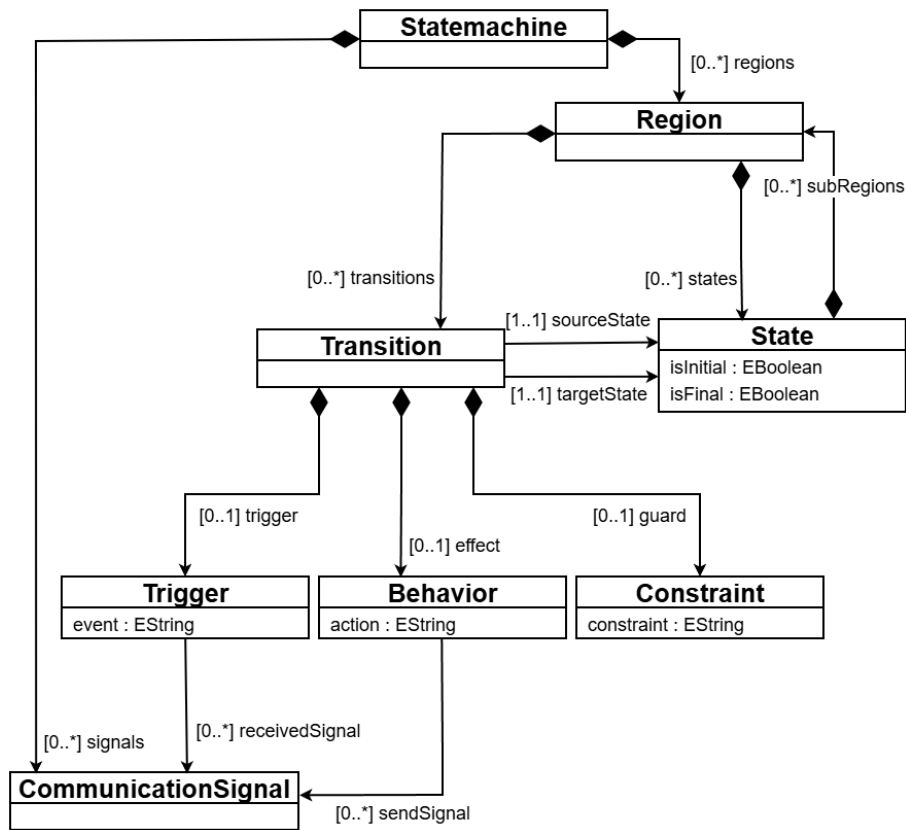 Statemachine
[0..*] regions
Region
[0..*] subRegions
[0..*] transitions
[0..*] states
[1..1] sourceState
Transition
State
isInitial : EBoolean
isFinal : EBoolean
[1..1] targetState
[0..1] trigger
[0..1] effect
[0..1] guard
Trigger
event : EString
Behavior
action : EString
Constraint
constraint : EString
[0..*] signals
[0..*] receivedSignal
CommunicationSignal
[0..*] sendSignal